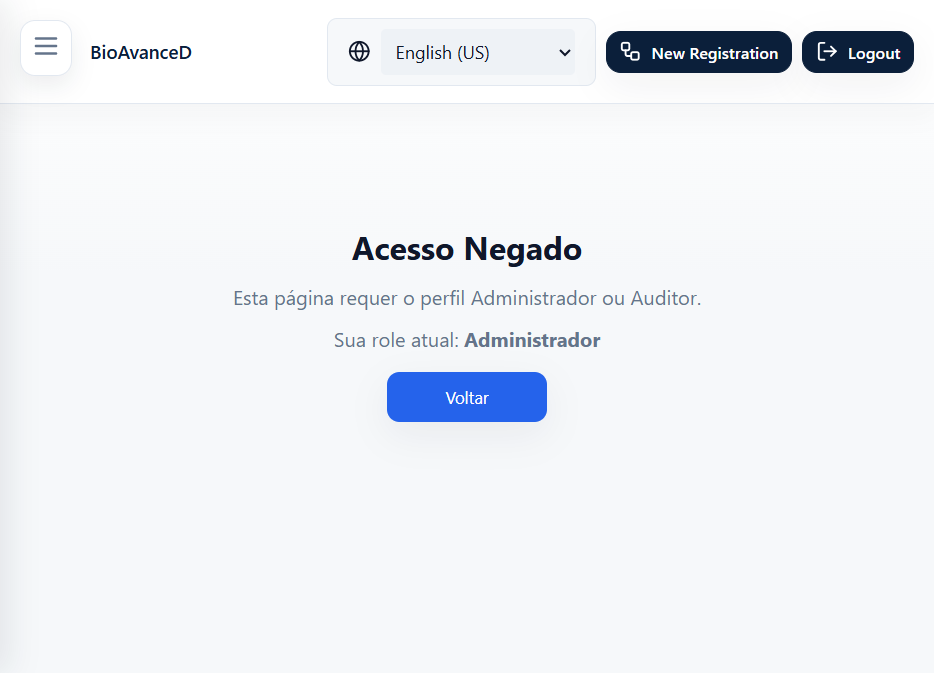 BioAvanceD
English (US)
New Registration
Logout
Acesso Negado
Esta página requer o perfil Administrador ou Auditor.
Sua role atual: Administrador
Voltar